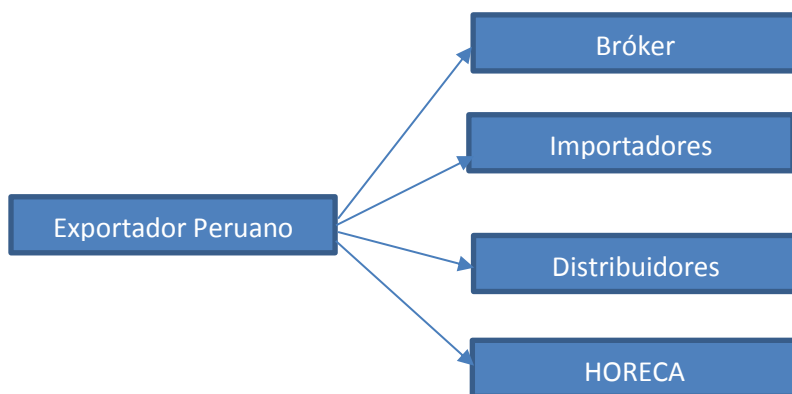 Bróker
Importadores
Exportador Peruano
Distribuidores
HORECA